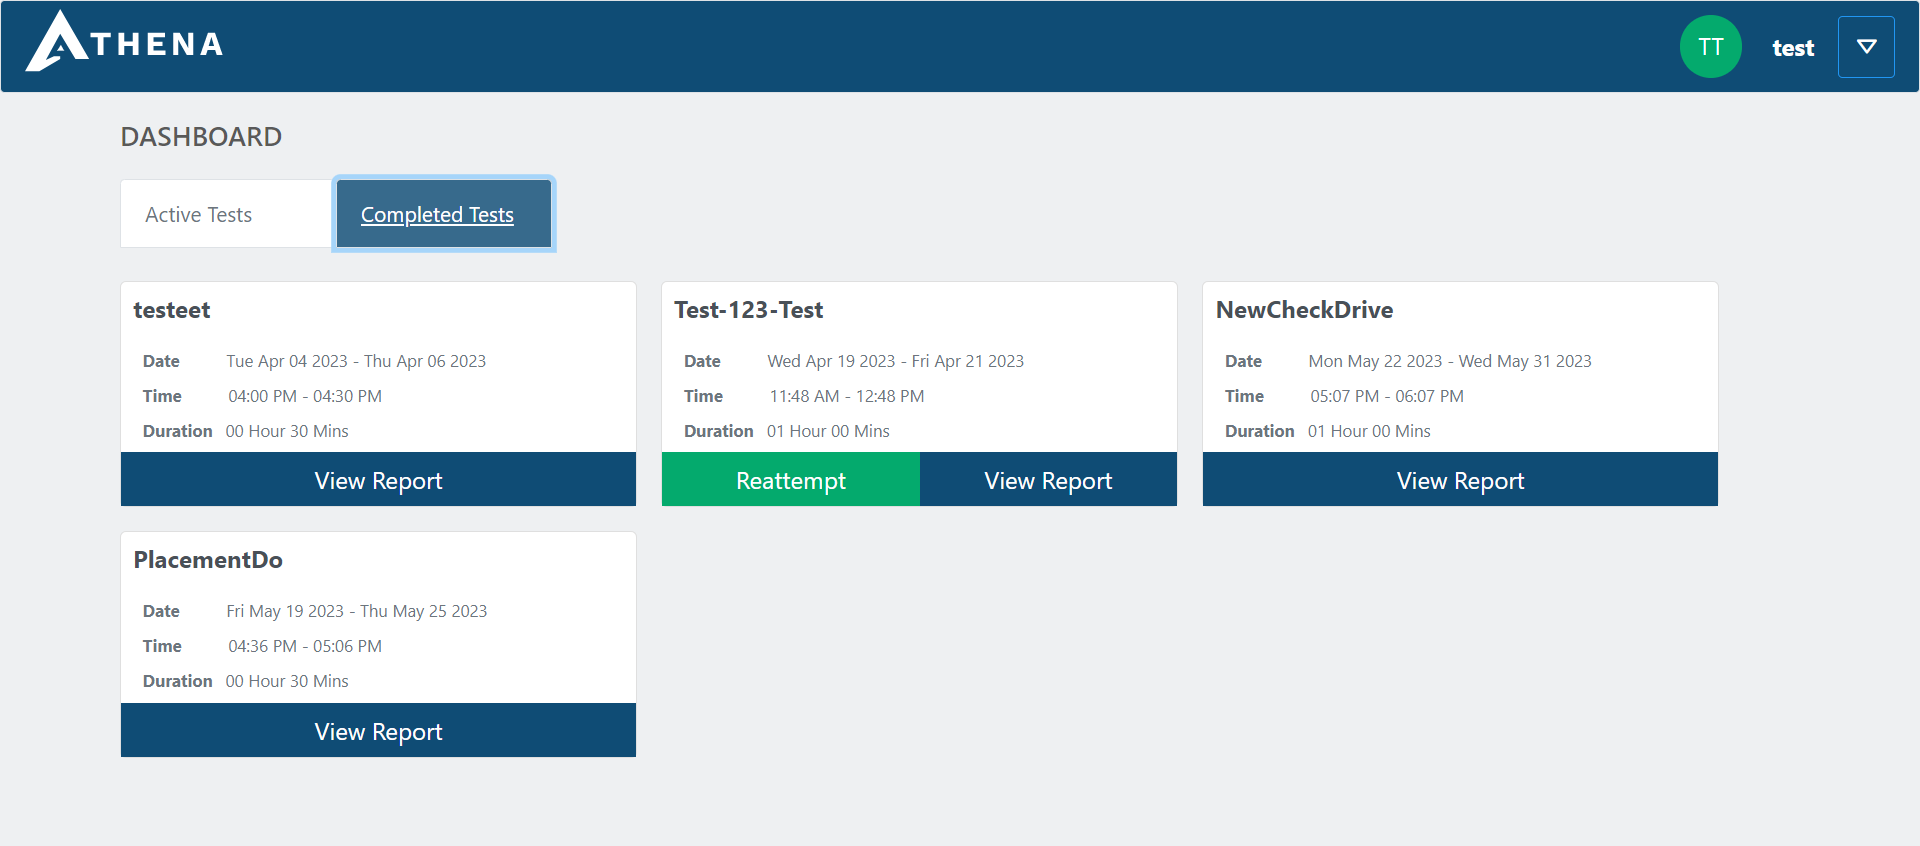 ATHENA
TT
test
DASHBOARD
Active Tests
Completed Tests
testeet
Date Tue Apr 04 2023 - Thu Apr 06 2023
Time 04:00 PM - 04:30 PM
Duration 00 Hour 30 Mins
View Report
Test-123-Test
Date Wed Apr 19 2023 - Fri Apr 21 2023
Time 11:48 AM - 12:48 PM
Duration 01 Hour 00 Mins
Reattempt
View Report
NewCheckDrive
Date Mon May 22 2023 - Wed May 31 2023
Time 05:07 PM - 06:07 PM
Duration 01 Hour 00 Mins
View Report
PlacementDo
Date Fri May 19 2023 - Thu May 25 2023
Time 04:36 PM - 05:06 PM
Duration 00 Hour 30 Mins
View Report